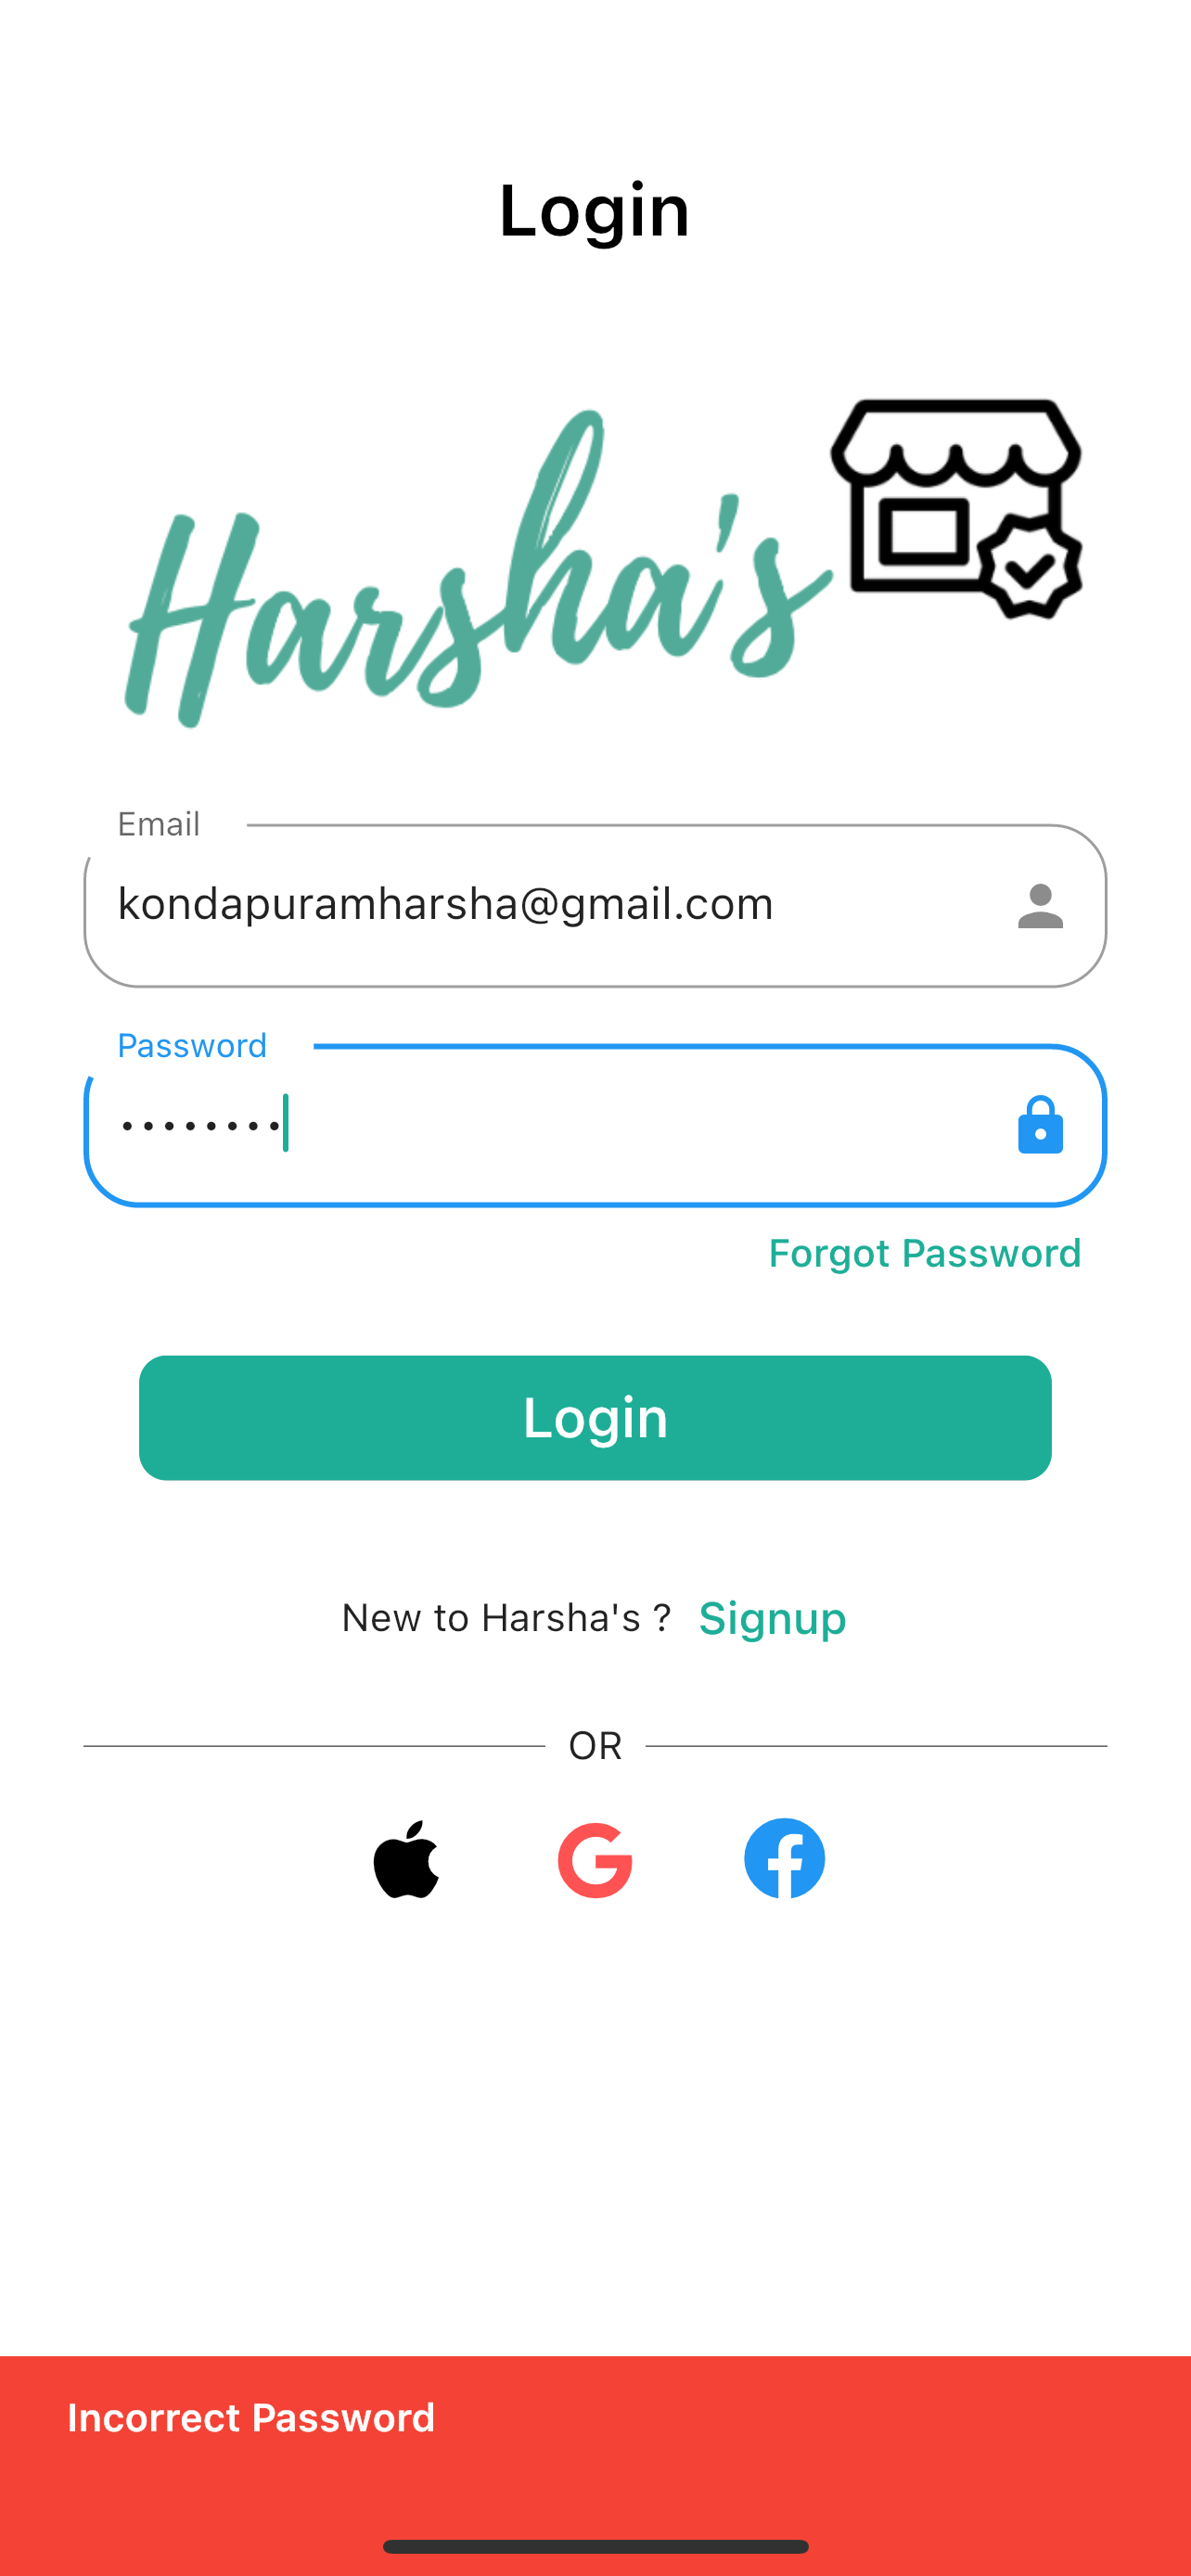 Login
Harsha's
Email
kondapuramharsha@gmail.com
Password
••••••••
Forgot Password
Login
New to Harsha's ? Signup
OR
Incorrect Password